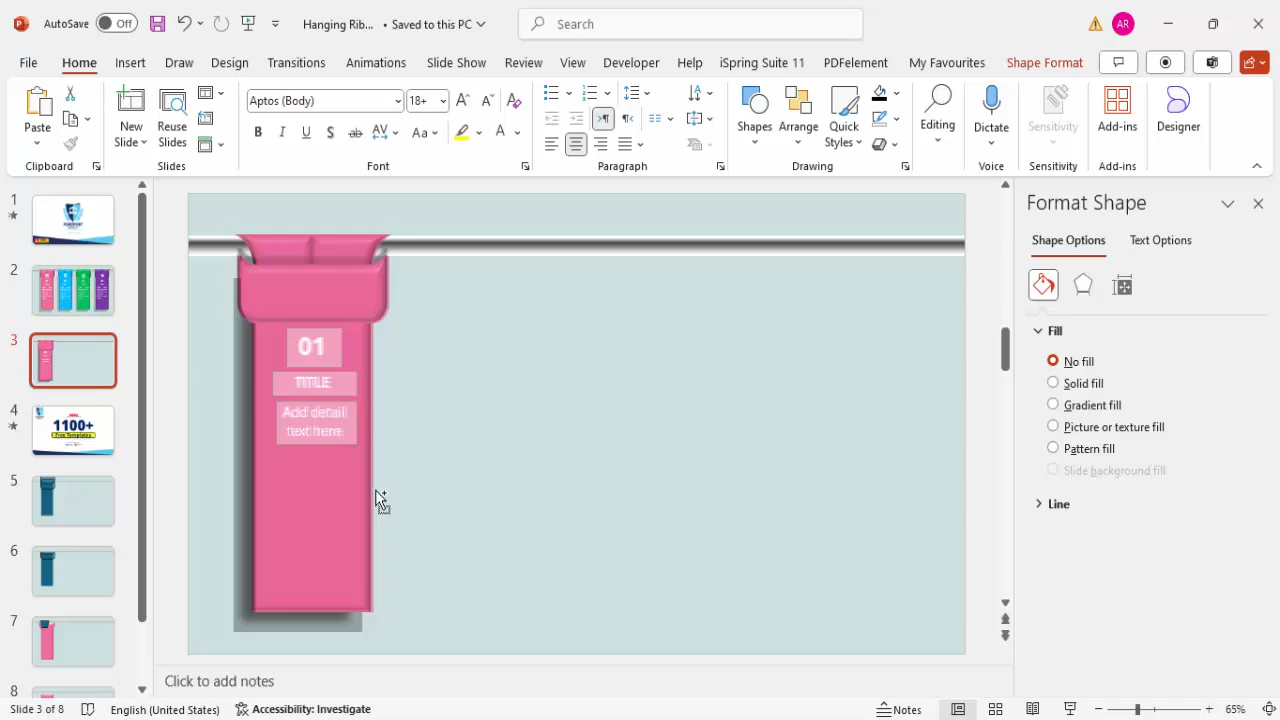 AutoSave Off Hanging Rib... • Saved to this PC Search AR
File Home Insert Draw Design Transitions Animations Slide Show Review View Developer Help iSpring Suite 11 PDFelement My Favourites Shape Format
Aptos (Body) 18+
Paste New Slide Reuse Slides Shapes Arrange Quick Styles Editing Dictate Sensitivity Add-ins Designer
Clipboard Slides Font Paragraph Drawing Voice Sensitivity Add-ins
1
2
3
4
1100+
5
6
7
8
01
TITLE
Add detail
text here
Click to add notes
Format Shape
Shape Options Text Options
Fill
No fill
Solid fill
Gradient fill
Picture or texture fill
Pattern fill
Slide background fill
Line
Slide 3 of 8 English (United States) Accessibility: Investigate Notes 65%